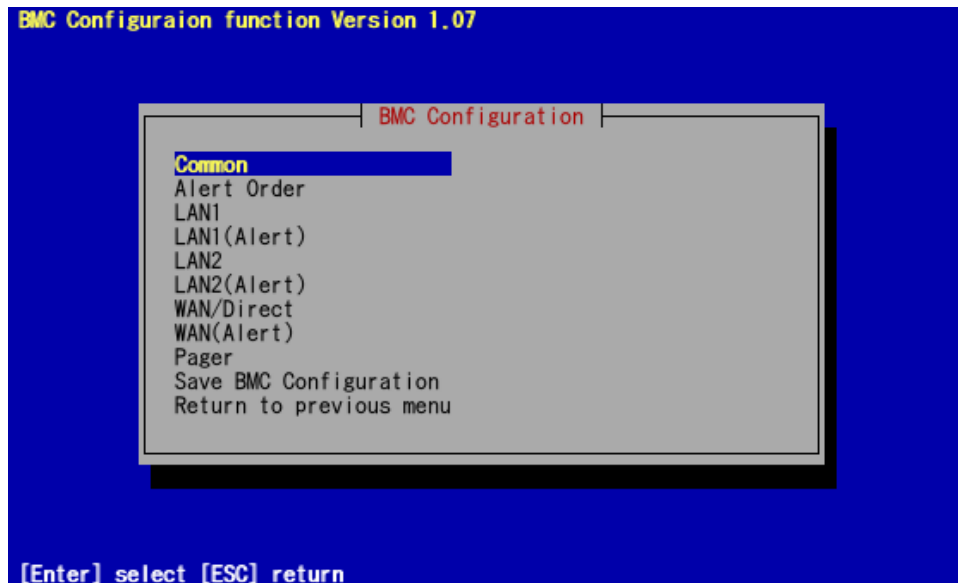 BMC Configuraion function Version 1.07
BMC Configuration
Common
Alert Order
LAN1
LAN1(Alert)
LAN2
LAN2(Alert)
WAN/Direct
WAN(Alert)
Pager
Save BMC Configuration
Return to previous menu
[Enter] select [ESC] return